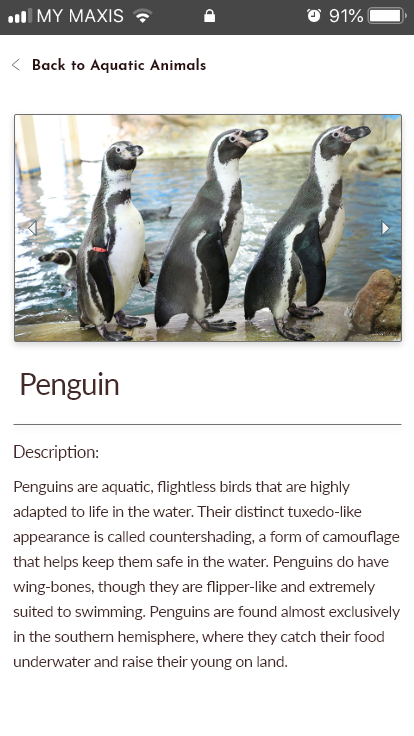 MY MAXIS 91%
Back to Aquatic Animals
Penguin
Description:
Penguins are aquatic, flightless birds that are highly
adapted to life in the water. Their distinct tuxedo-like
appearance is called countershading, a form of camouflage
that helps keep them safe in the water. Penguins do have
wing-bones, though they are flipper-like and extremely
suited to swimming. Penguins are found almost exclusively
in the southern hemisphere, where they catch their food
underwater and raise their young on land.